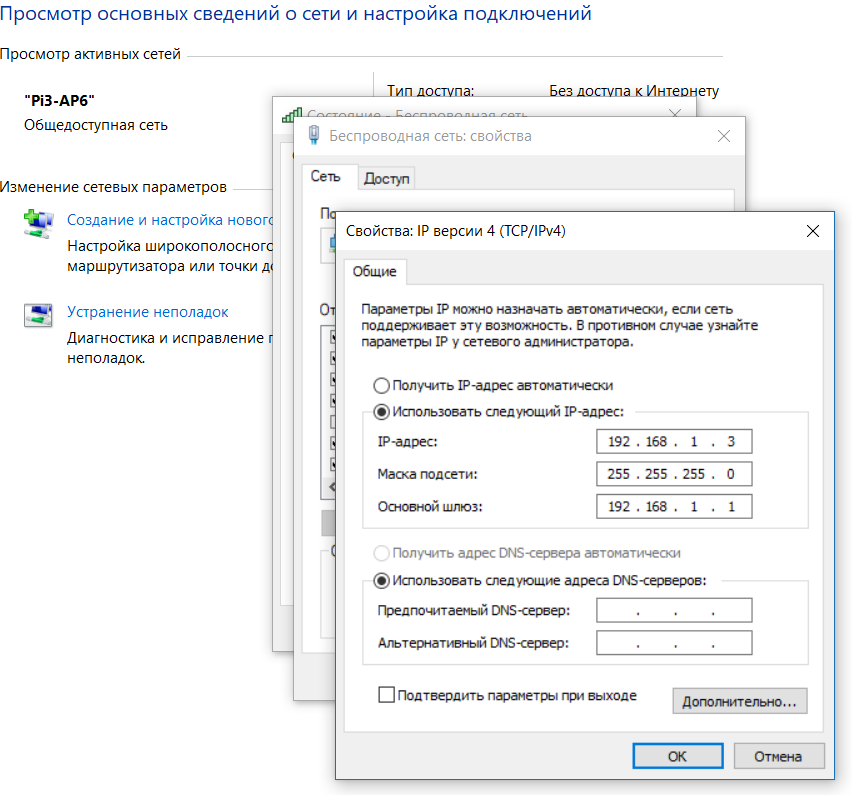 Просмотр основных сведений о сети и настройка подключений
Просмотр активных сетей
"Pi3-AP6"
Общедоступная сеть
Тип доступа:
Без доступа к Интернету
Состояние - Беспроводная сеть
Беспроводная сеть: свойства
Сеть
Доступ
Изменение сетевых параметров
Создание и настройка нового
Настройка широкополосного
маршрутизатора или точки до
Устранение неполадок
Диагностика и исправление
неполадок.
Свойства: IP версии 4 (TCP/IPv4)
Общие
Параметры IP можно назначать автоматически, если сеть
поддерживает эту возможность. В противном случае узнайте
параметры IP у сетевого администратора.
Получить IP-адрес автоматически
Использовать следующий IP-адрес:
IP-адрес: 192 . 168 . 1 . 3
Маска подсети: 255 . 255 . 255 . 0
Основной шлюз: 192 . 168 . 1 . 1
Получить адрес DNS-сервера автоматически
Использовать следующие адреса DNS-серверов:
Предпочитаемый DNS-сервер: . . .
Альтернативный DNS-сервер: . . .
Подтвердить параметры при выходе
Дополнительно...
ОК
Отмена